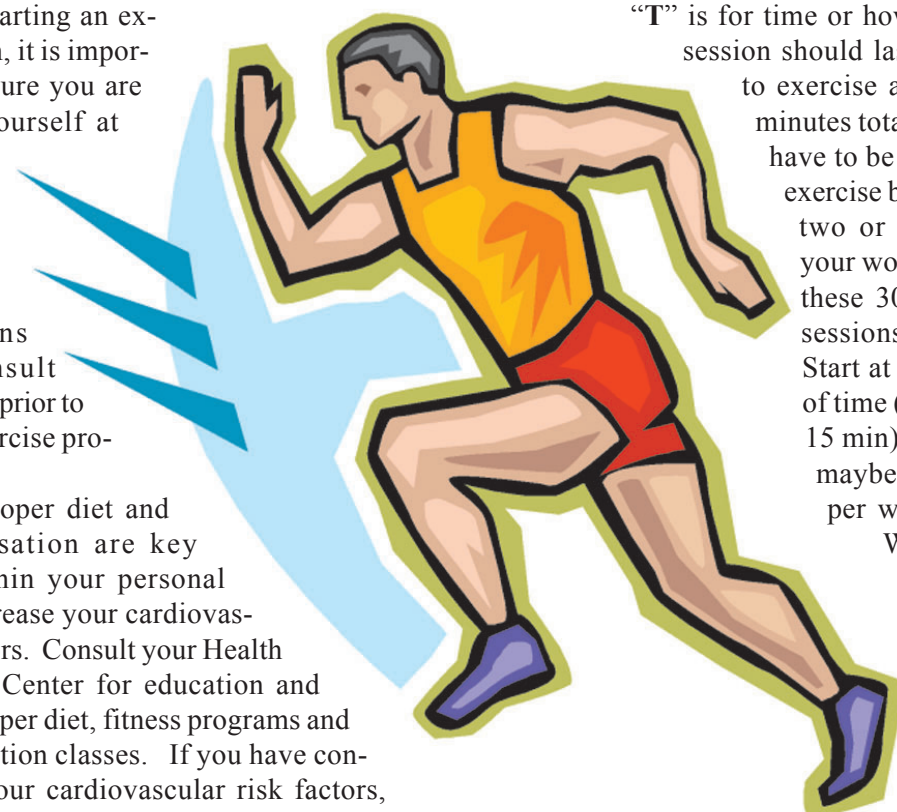 arting an ex-
, it is impor-
ure you are
ourself at
ns
nsult
prior to
rcise pro-
oper diet and
sation are key
hin your personal
rease your cardiovas-
rs. Consult your Health
Center for education and
per diet, fitness programs and
tion classes. If you have con-
our cardiovascular risk factors,
“T” is for time or how
session should las
to exercise a
minutes tota
have to be
exercise b
two or
your wo
these 30
sessions
Start at
of time (
15 min)
maybe
per w
W